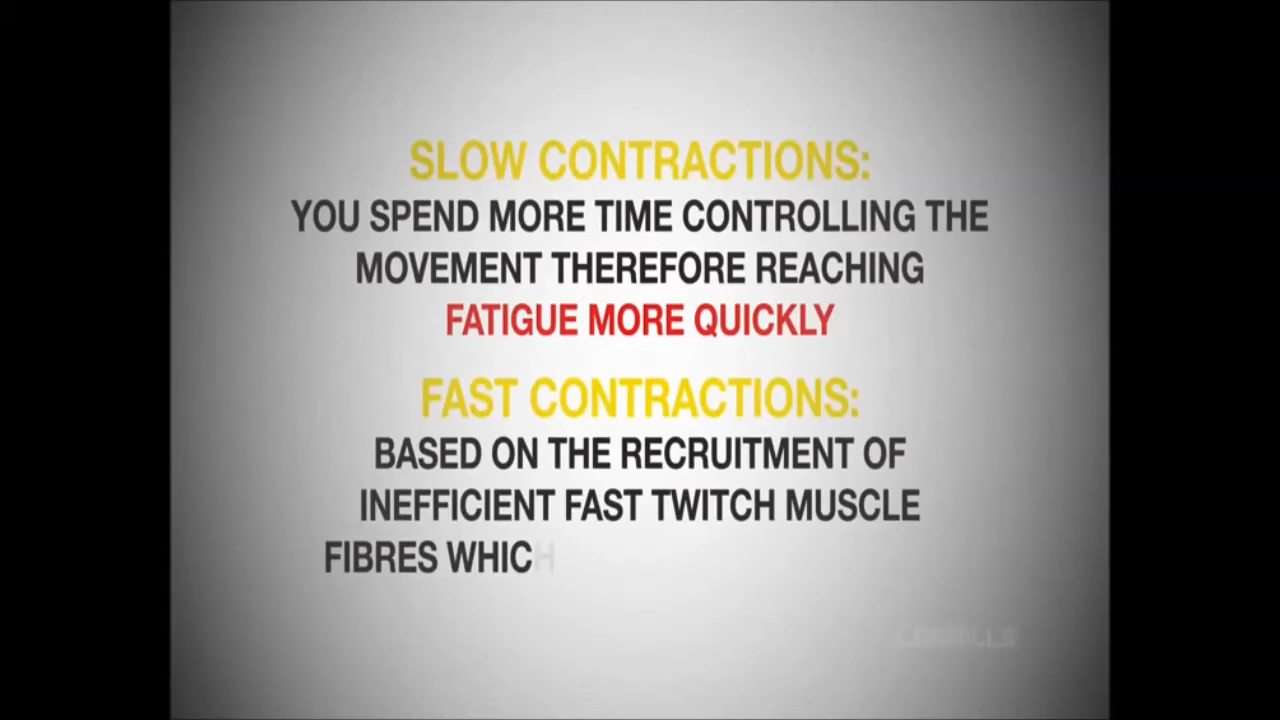 SLOW CONTRACTIONS:
YOU SPEND MORE TIME CONTROLLING THE
MOVEMENT THEREFORE REACHING
FATIGUE MORE QUICKLY
FAST CONTRACTIONS:
BASED ON THE RECRUITMENT OF
INEFFICIENT FAST TWITCH MUSCLE
FIBRES WHICH